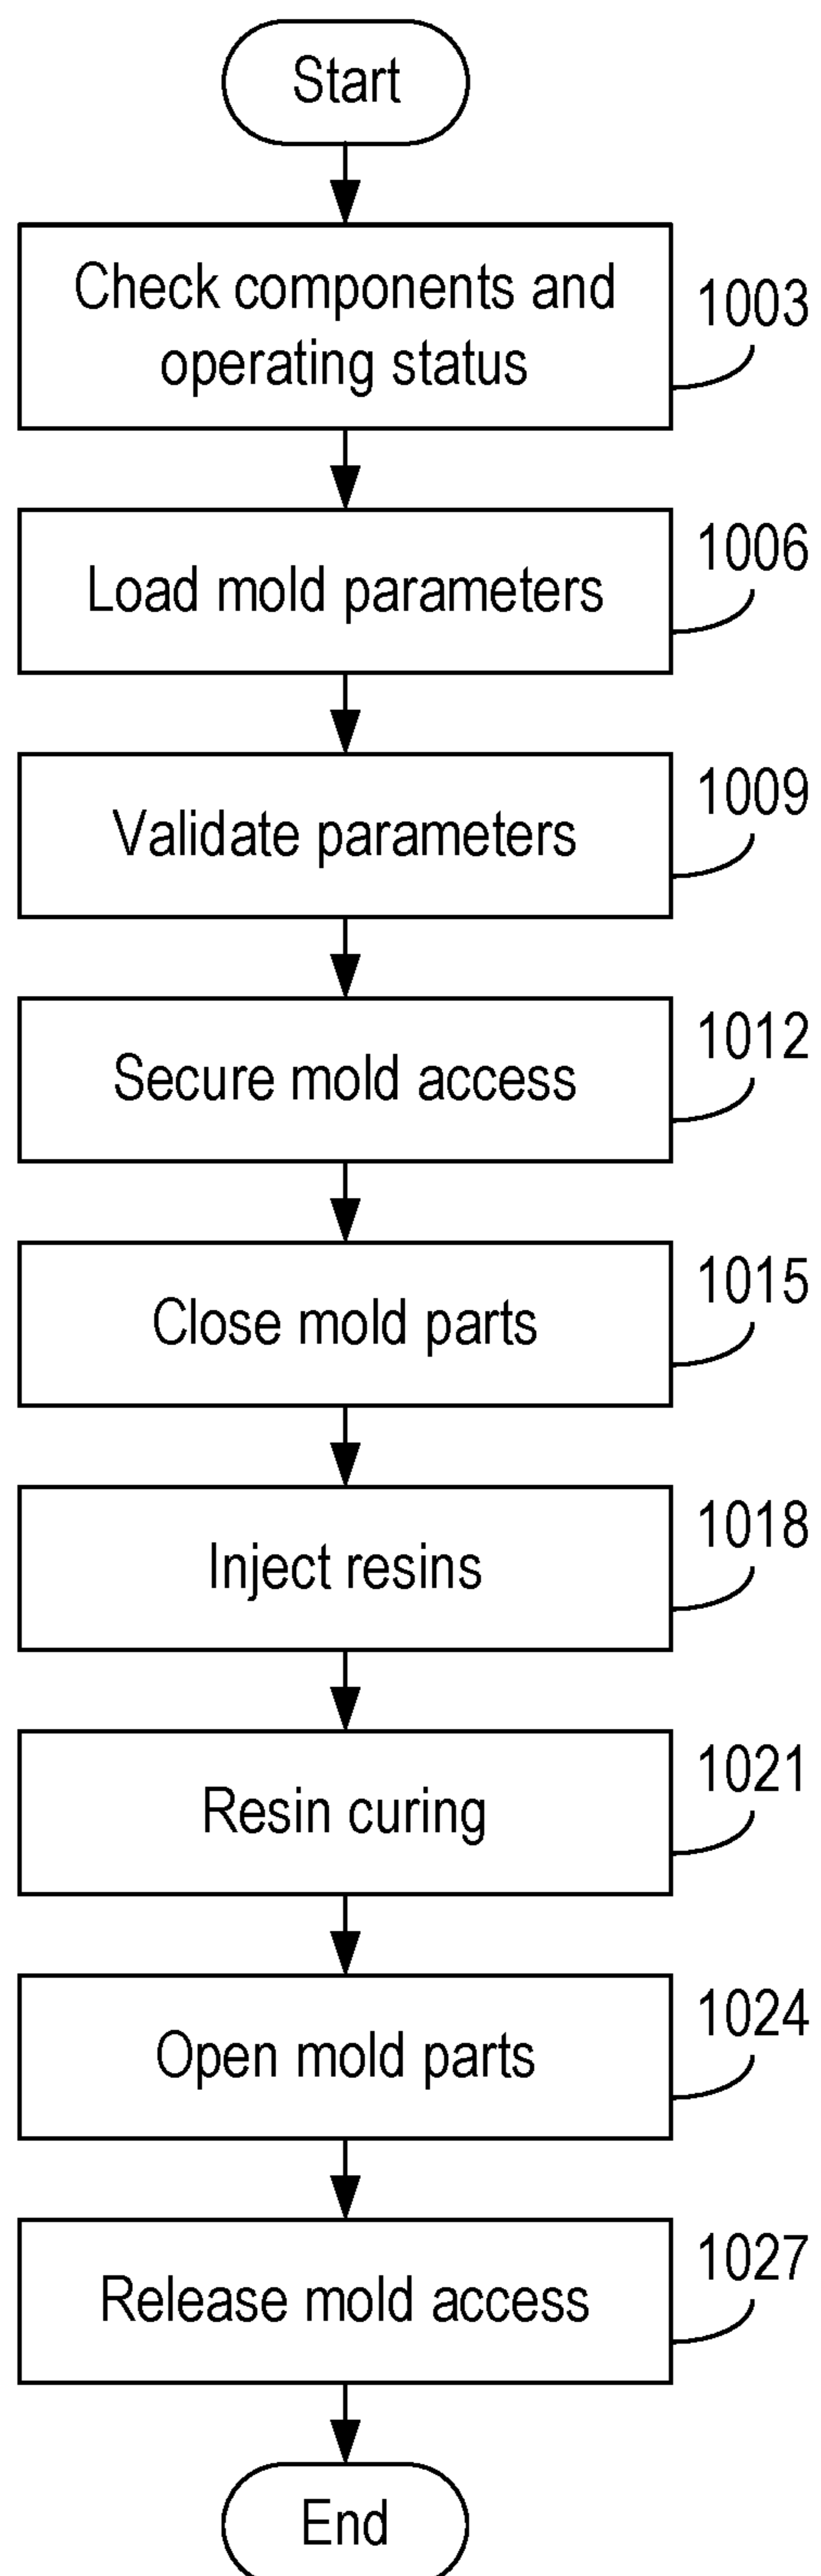 Start
Check components and
operating status
1003
Load mold parameters
1006
Validate parameters
1009
Secure mold access
1012
Close mold parts
1015
Inject resins
1018
Resin curing
1021
Open mold parts
1024
Release mold access
1027
End